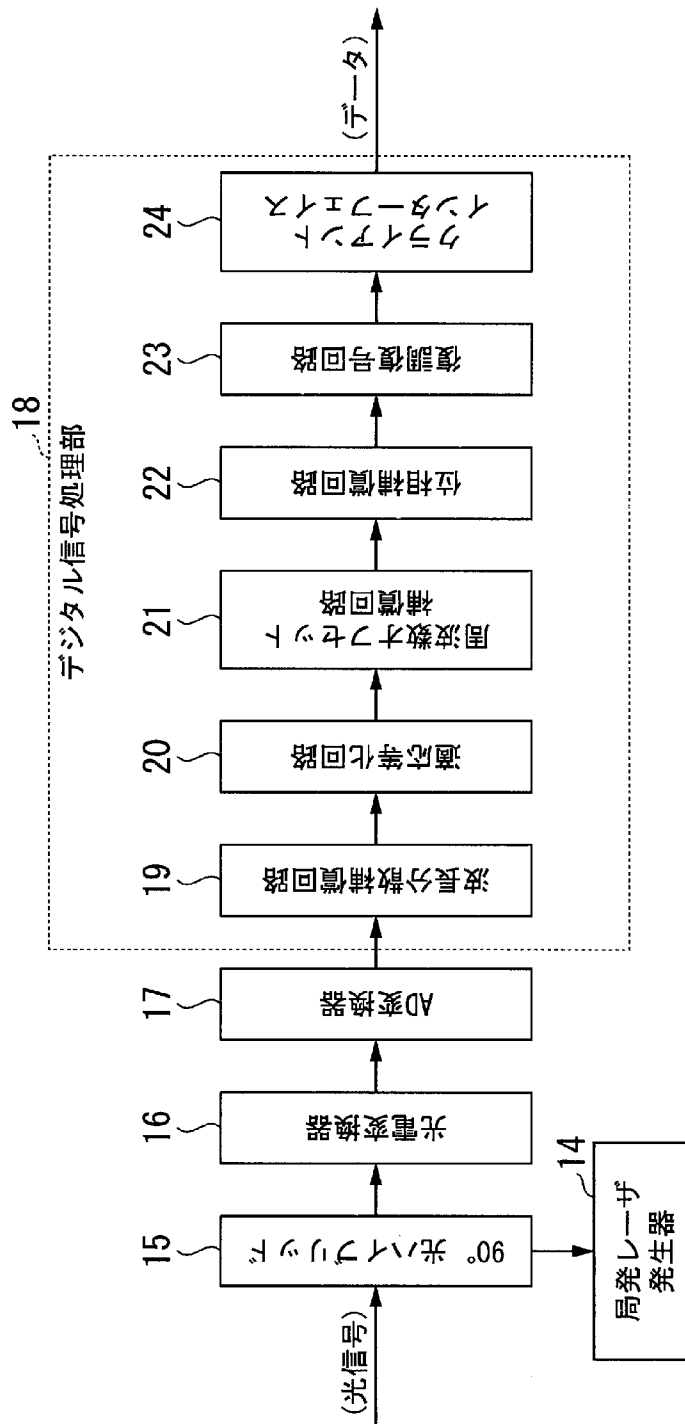 18
デジタル信号処理部
(光信号)
15
90°光ハイブリッド
14
局発レーザ
発生器
16
光電変換器
17
AD変換器
19
波長分散補償回路
20
適応等化回路
21
周波数オフセット
補償回路
22
位相補償回路
23
復調復号回路
24
クライアント
インターフェイス
(データ)